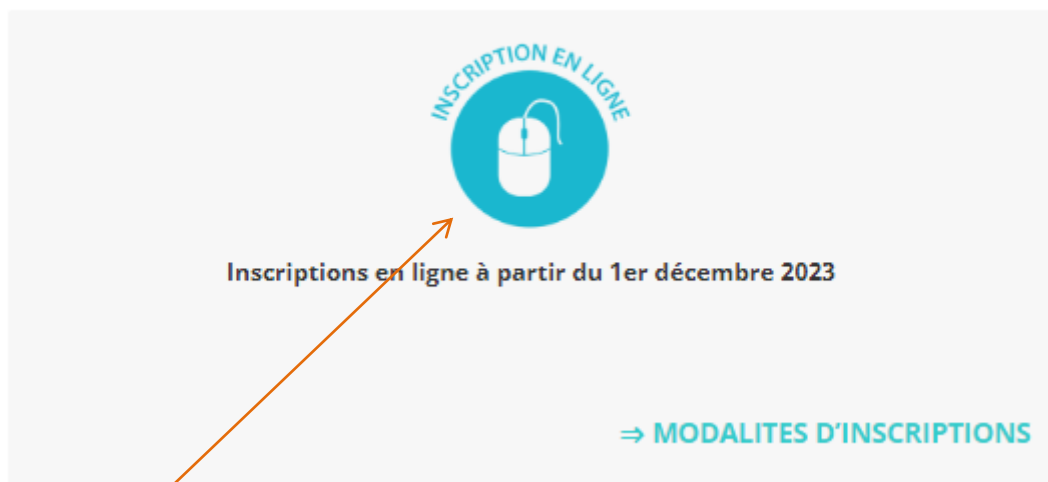 INSCRIPTION EN LIGNE
Inscriptions en ligne à partir du 1er décembre 2023
⇒ MODALITES D'INSCRIPTIONS